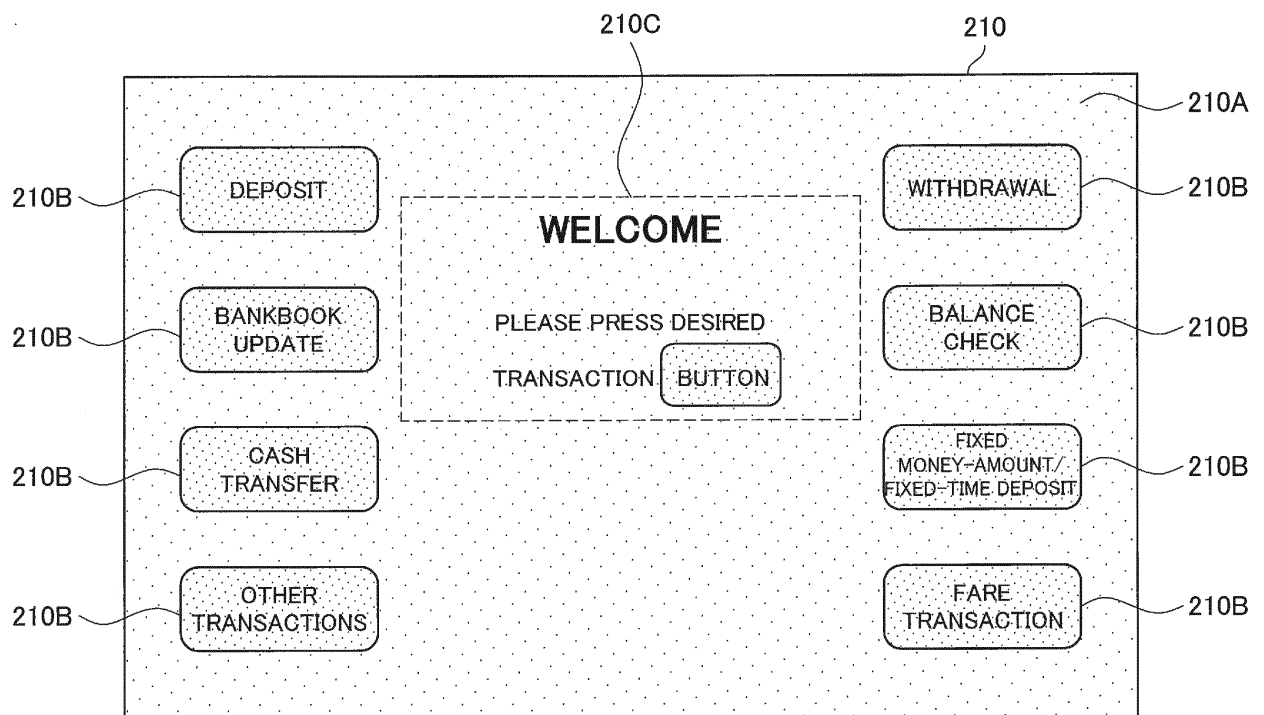 210C
210
210A
210B
DEPOSIT
WITHDRAWAL
210B
WELCOME
210B
BANKBOOK
UPDATE
PLEASE PRESS DESIRED
TRANSACTION BUTTON
BALANCE
CHECK
210B
210B
CASH
TRANSFER
FIXED
MONEY-AMOUNT/
FIXED-TIME DEPOSIT
210B
210B
OTHER
TRANSACTIONS
FARE
TRANSACTION
210B